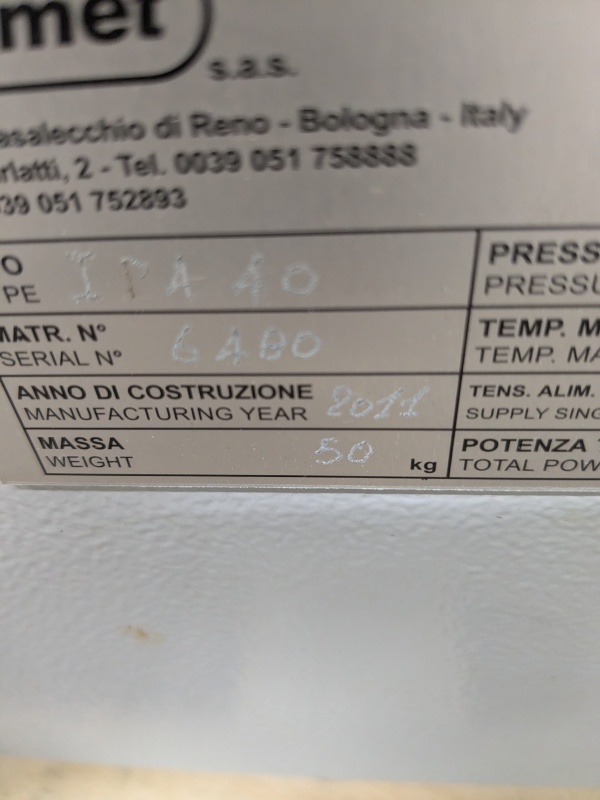 met
s.a.s.
asalecchio di Reno - Bologna - Italy
rlatti, 2 - Tel. 0039 051 758888
39 051 752893
O
PE IPA 40
PRESS
PRESSU
MATR. N°
SERIAL N° 6480
TEMP. M
TEMP. MA
ANNO DI COSTRUZIONE
MANUFACTURING YEAR 2011
TENS. ALIM.
SUPPLY SING
MASSA
WEIGHT 50 kg
POTENZA
TOTAL POW